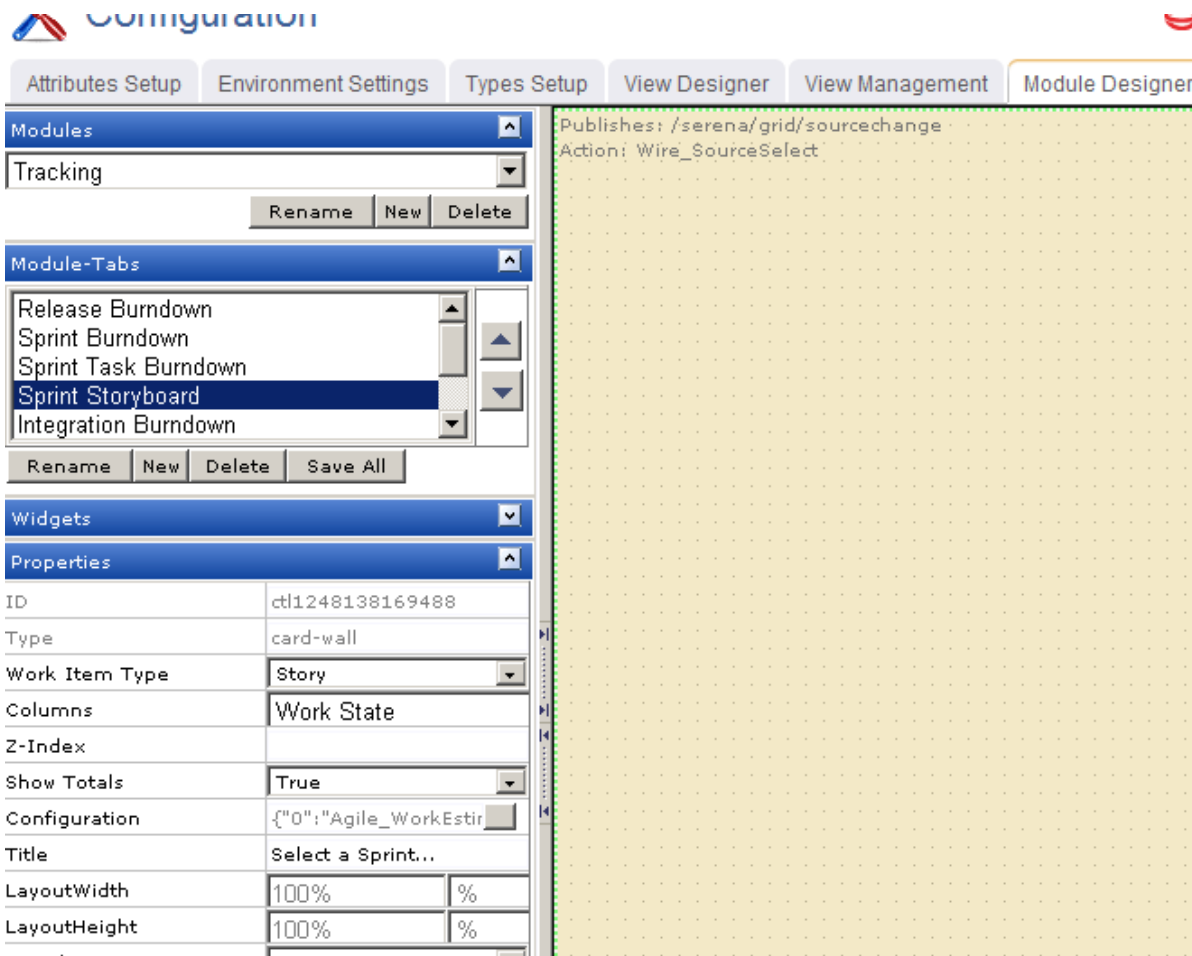 Configuration
Attributes Setup Environment Settings Types Setup View Designer View Management Module Designer
Modules
Tracking
Rename New Delete
Module-Tabs
Release Burndown
Sprint Burndown
Sprint Task Burndown
Sprint Storyboard
Integration Burndown
Rename New Delete Save All
Widgets
Properties
ID ctl1248138169488
Type card-wall
Work Item Type Story
Columns Work State
Z-Index
Show Totals True
Configuration {"0":"Agile_WorkEstin
Title Select a Sprint...
LayoutWidth 100% %
LayoutHeight 100% %
Publishes: /serena/grid/sourcechange
Action: Wire_SourceSelect